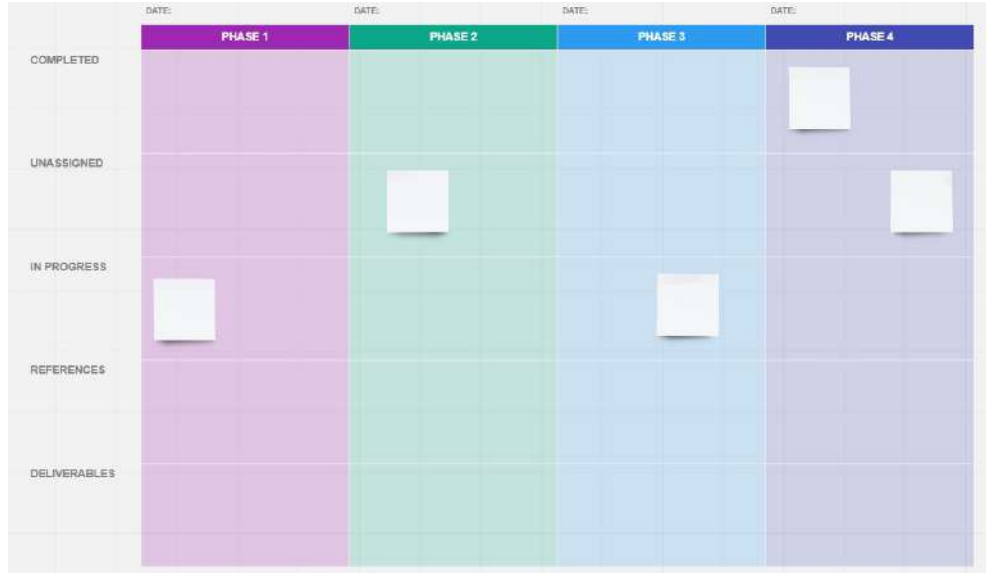 DATE: DATE: DATE: DATE:
PHASE 1 PHASE 2 PHASE 3 PHASE 4
COMPLETED
UNASSIGNED
IN PROGRESS
REFERENCES
DELIVERABLES